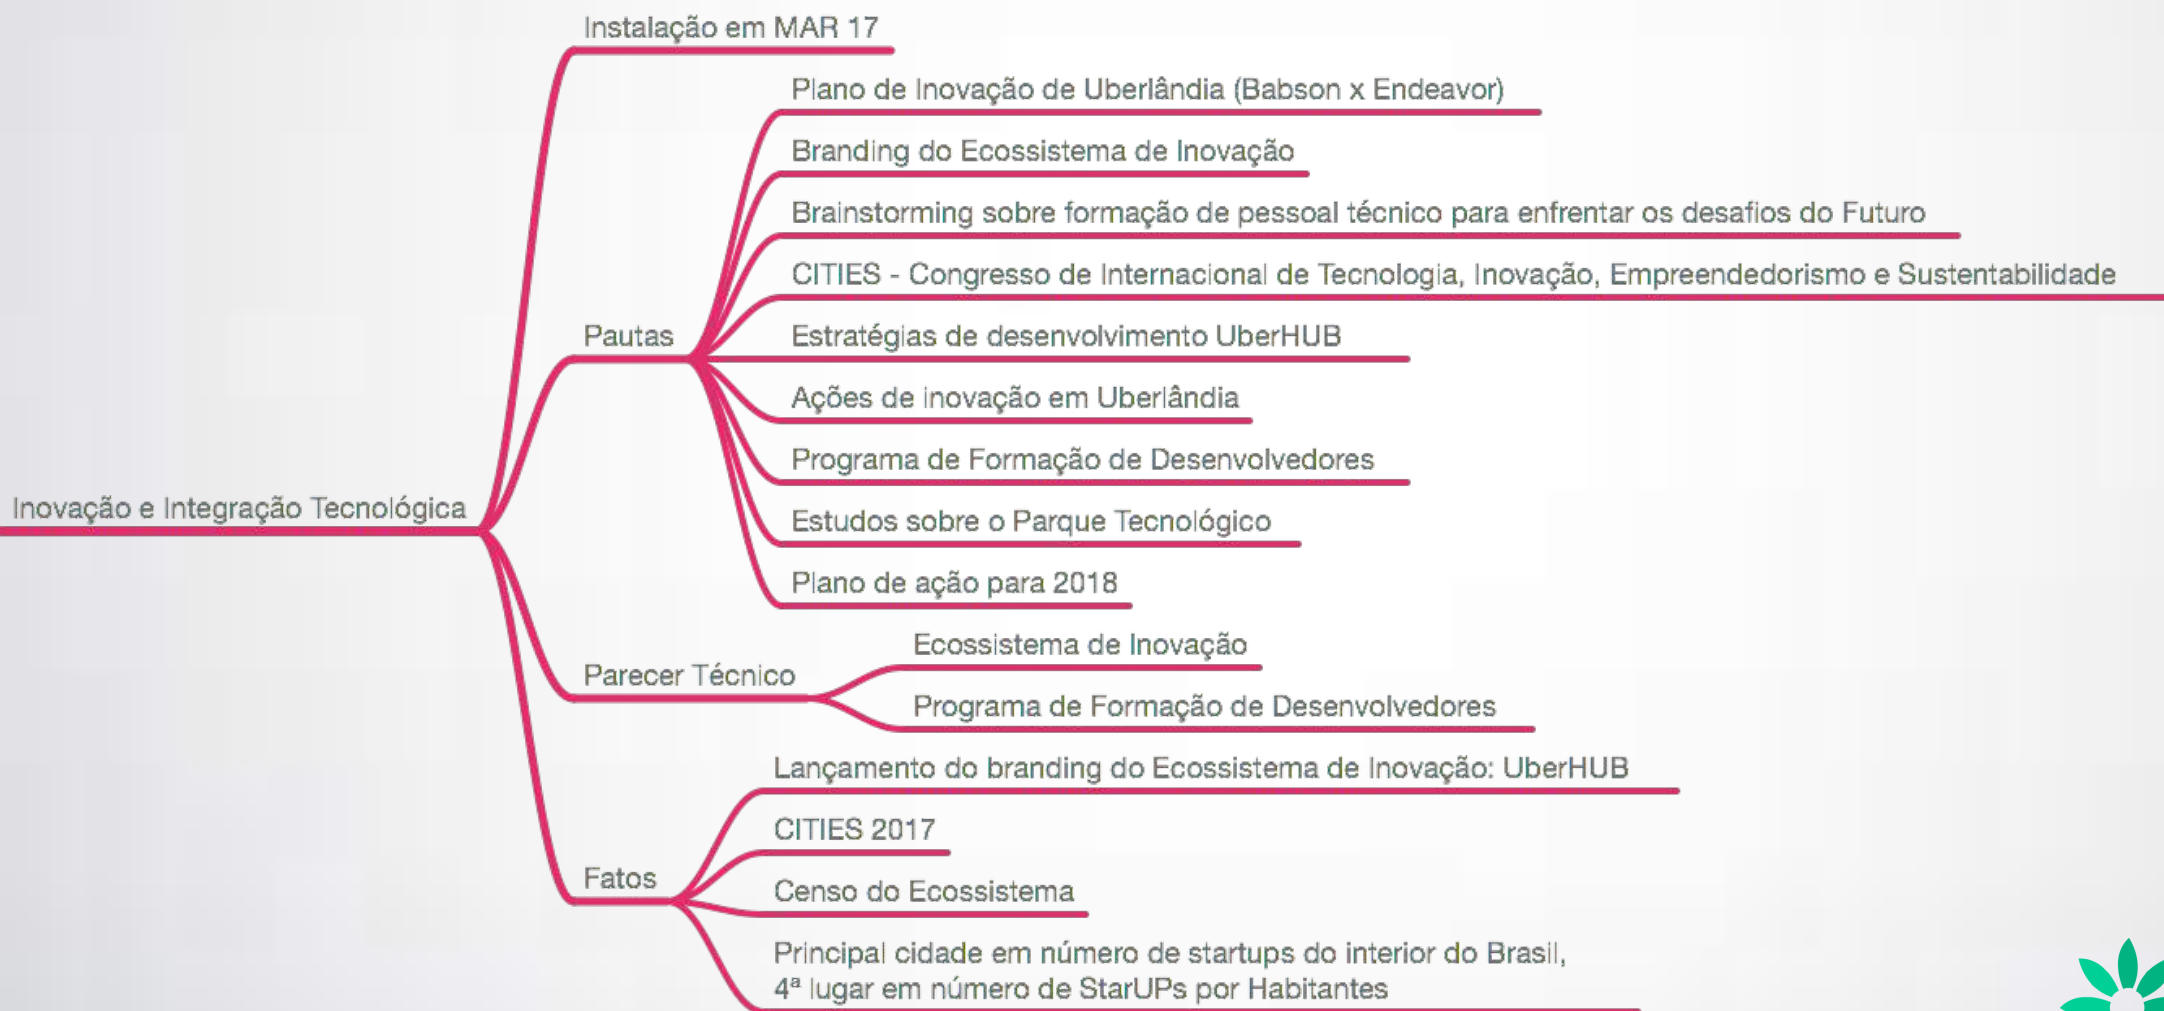 Instalação em MAR 17
Plano de Inovação de Uberlândia (Babson x Endeavor)
Branding do Ecossistema de Inovação
Brainstorming sobre formação de pessoal técnico para enfrentar os desafios do Futuro
CITIES - Congresso de Internacional de Tecnologia, Inovação, Empreendedorismo e Sustentabilidade
Pautas
Estratégias de desenvolvimento UberHUB
Ações de inovação em Uberlândia
Programa de Formação de Desenvolvedores
Inovação e Integração Tecnológica
Estudos sobre o Parque Tecnológico
Plano de ação para 2018
Ecossistema de Inovação
Parecer Técnico
Programa de Formação de Desenvolvedores
Lançamento do branding do Ecossistema de Inovação: UberHUB
CITIES 2017
Fatos
Censo do Ecossistema
Principal cidade em número de startups do interior do Brasil,
4ª lugar em número de StarUPs por Habitantes